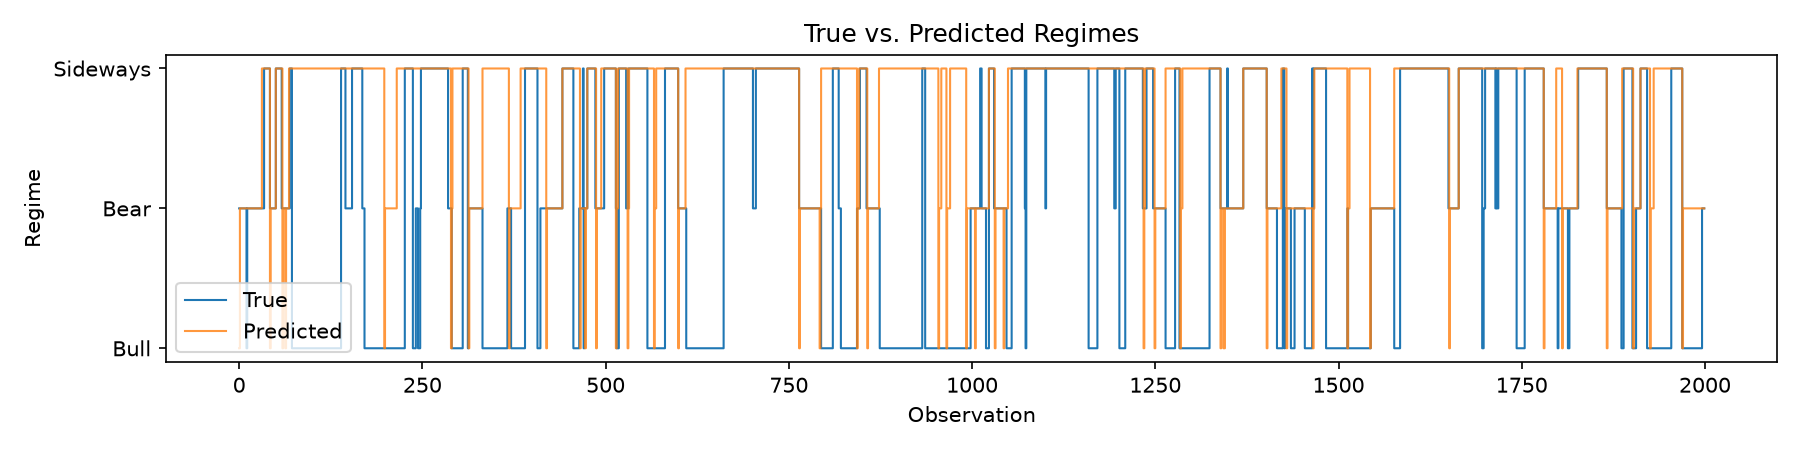 True vs. Predicted Regimes
Sideways
Bear
Bull
Regime
True
Predicted
0 250 500 750 1000 1250 1500 1750 2000
Observation